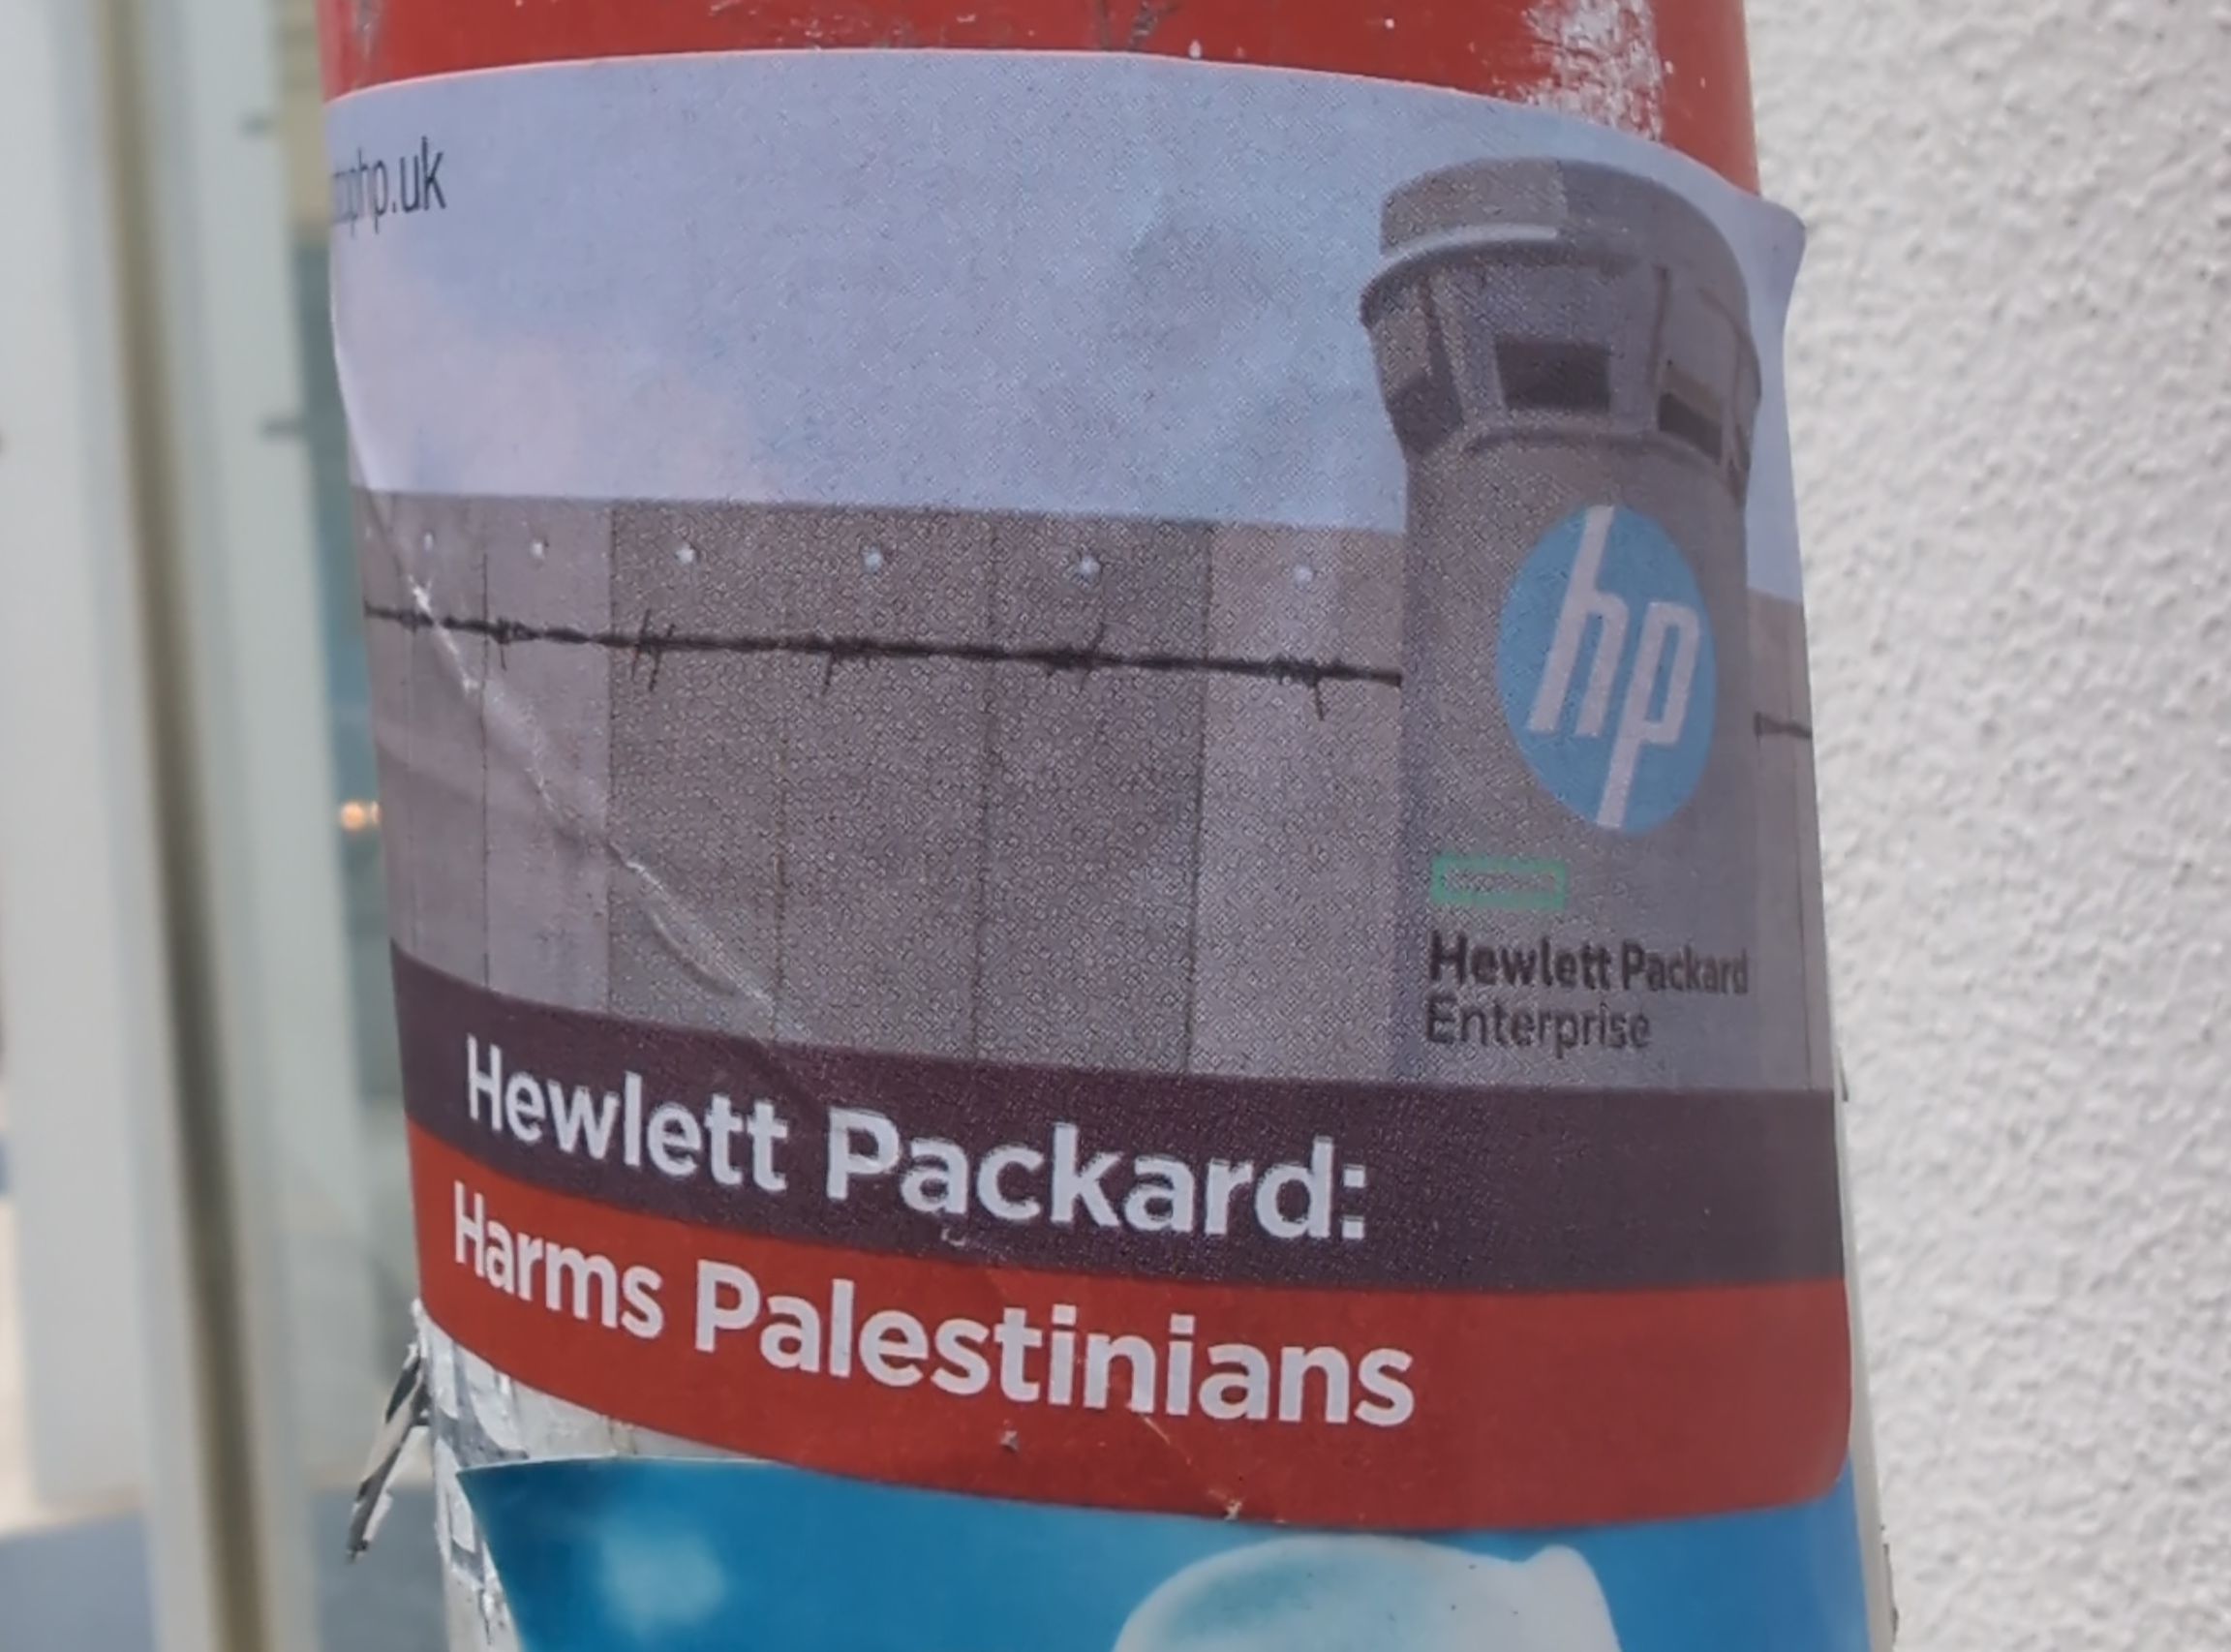 hp.uk
hp
Hewlett Packard
Enterprise
Hewlett Packard:
Harms Palestinians